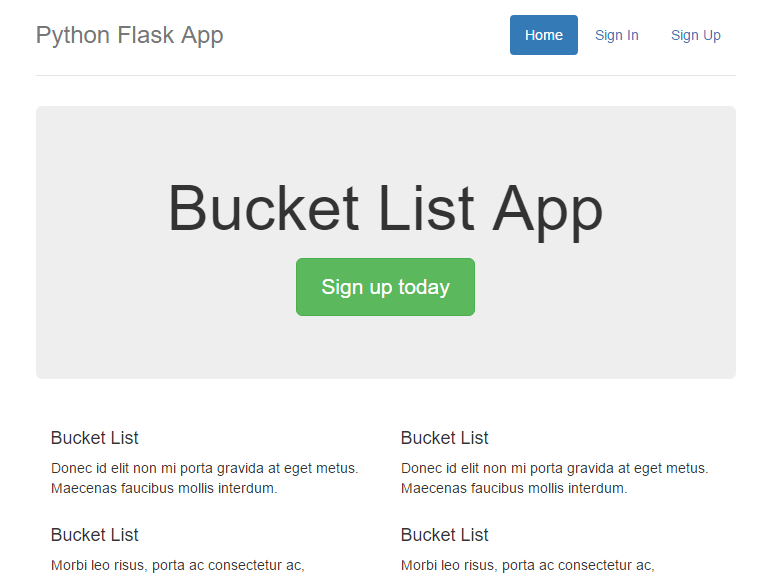 Python Flask App
Home
Sign In
Sign Up
Bucket List App
Sign up today
Bucket List
Donec id elit non mi porta gravida at eget metus.
Maecenas faucibus mollis interdum.
Bucket List
Morbi leo risus, porta ac consectetur ac,
Bucket List
Donec id elit non mi porta gravida at eget metus.
Maecenas faucibus mollis interdum.
Bucket List
Morbi leo risus, porta ac consectetur ac,